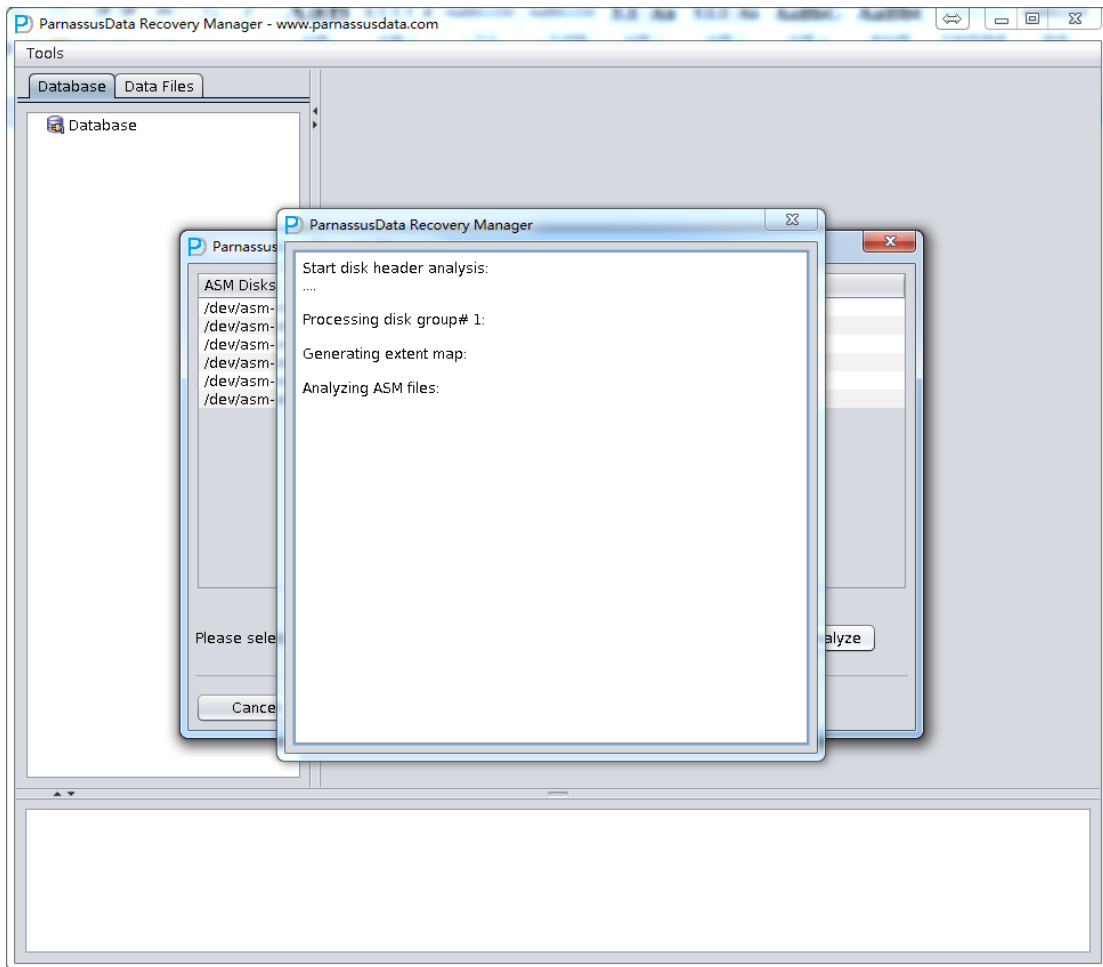 ParnassusData Recovery Manager - www.parnassusdata.com
Tools
Database
Data Files
Database
ParnassusData Recovery Manager
Parnassus
Start disk header analysis:
....
Processing disk group# 1:
Generating extent map:
Analyzing ASM files:
ASM Disks
/dev/asm-
/dev/asm-
/dev/asm-
/dev/asm-
/dev/asm-
/dev/asm-
Please sele
alyze
Cance